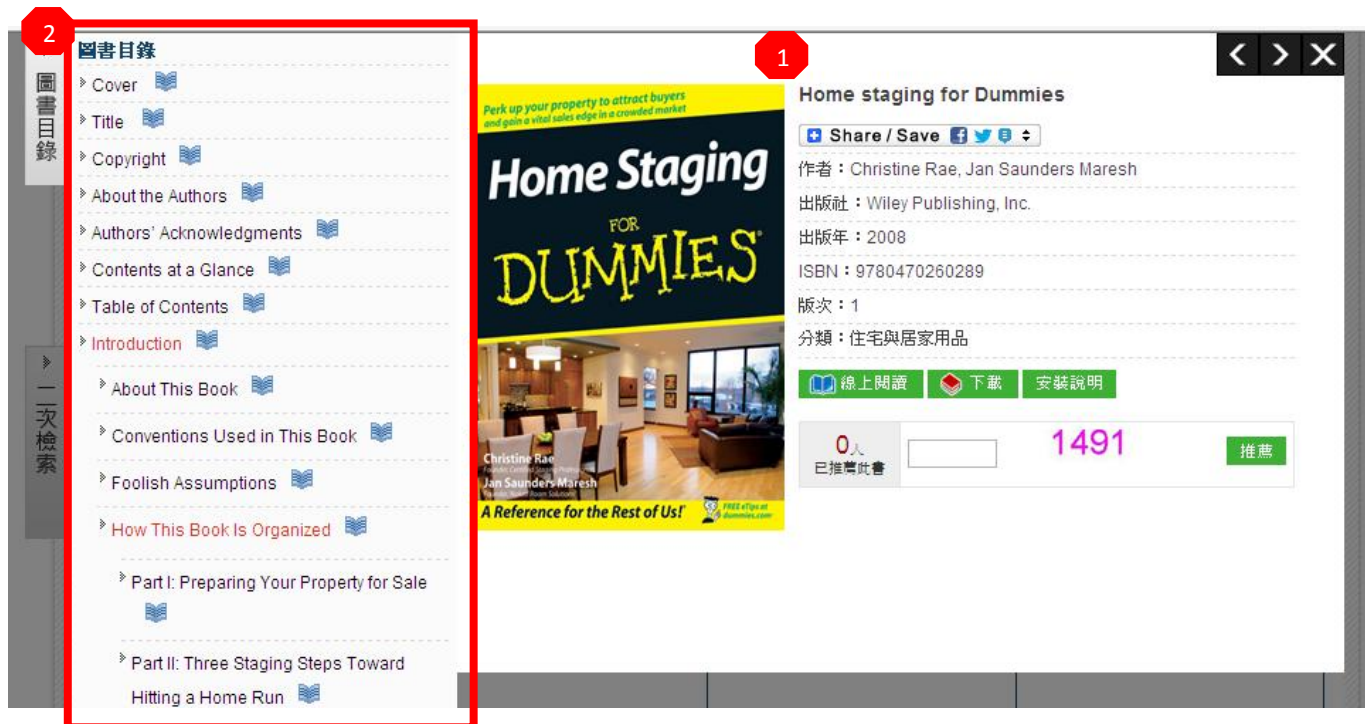 2
圖書目錄
圖書目錄
Cover
Title
Copyright
About the Authors
Authors' Acknowledgments
Contents at a Glance
Table of Contents
Introduction
About This Book
Conventions Used in This Book
Foolish Assumptions
How This Book Is Organized
Part I: Preparing Your Property for Sale
Part II: Three Staging Steps Toward
Hitting a Home Run
二次檢索
Perk up your property to attract buyers
and gain a vital sales edge in a crowded market
Home Staging
FOR
DUMMIES
Christine Rae
Jan Saunders Maresh
A Reference for the Rest of Us!
FREE eTips at
dummies.com
1
Home staging for Dummies
Share / Save
作者：Christine Rae, Jan Saunders Maresh
出版社：Wiley Publishing, Inc.
出版年：2008
ISBN：9780470260289
版次：1
分類：住宅與居家用品
線上閱讀 下載 安裝說明
0人
已推薦此書
1491
推薦